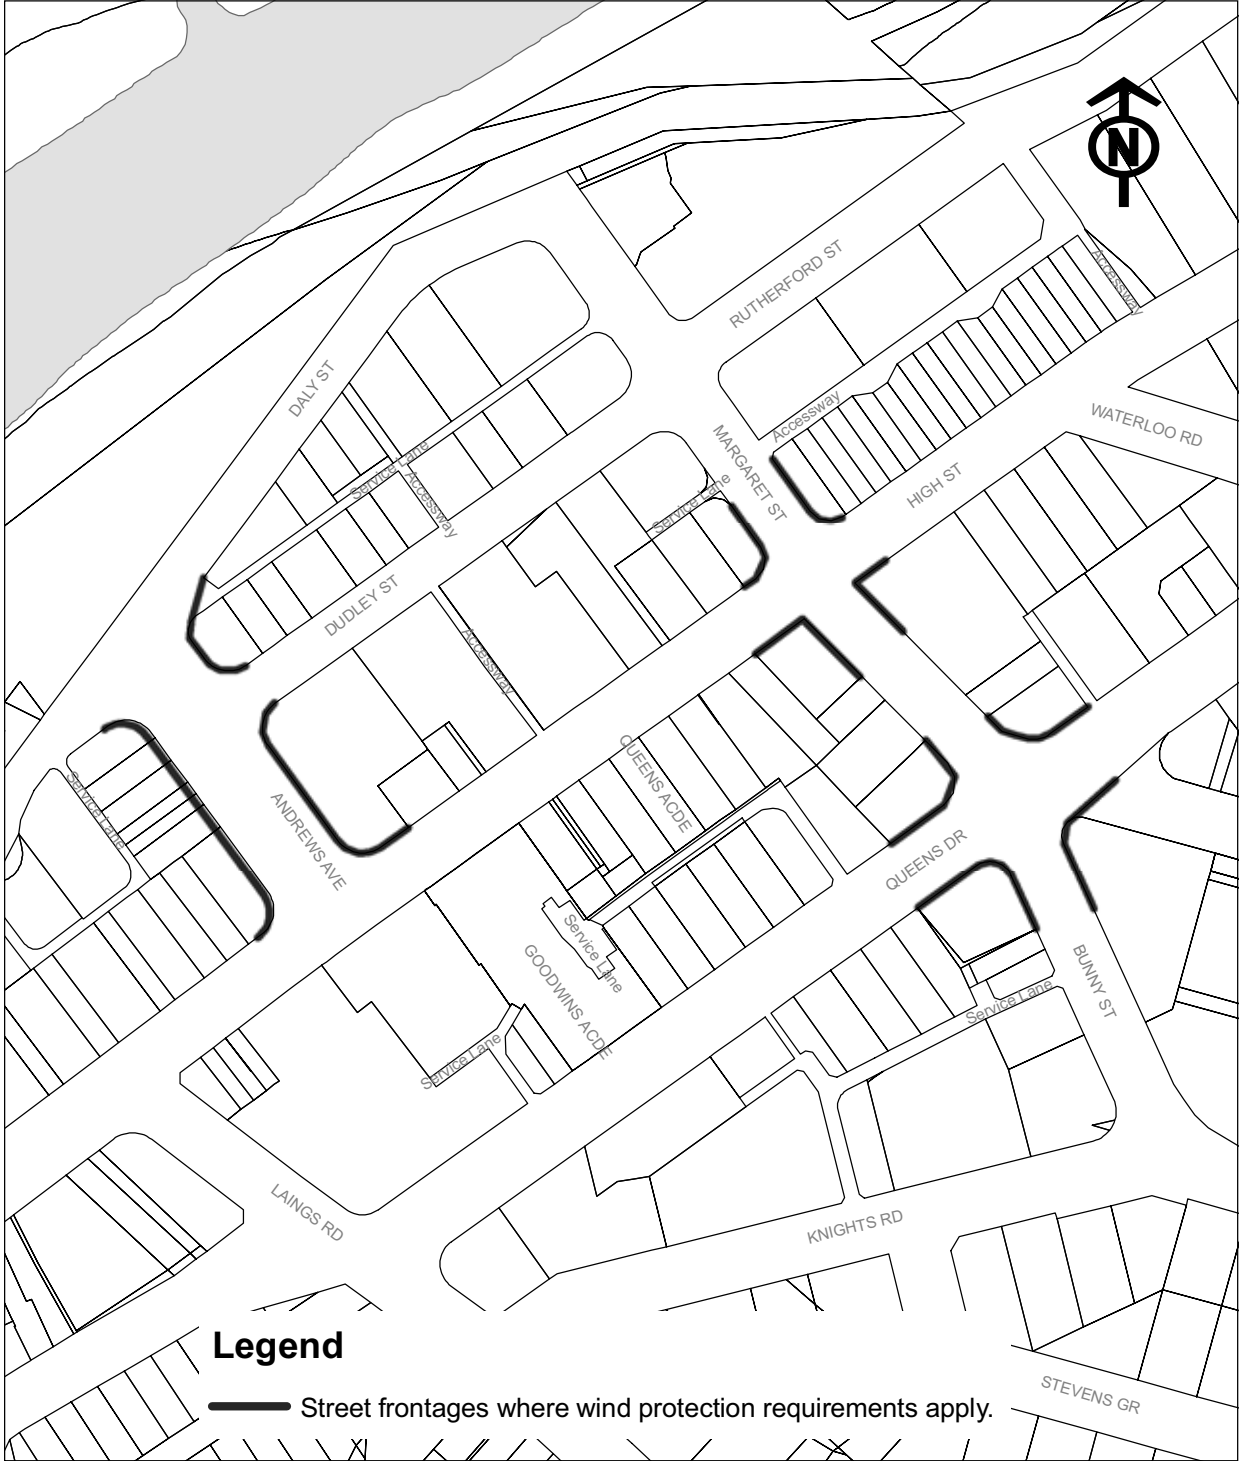 N
RUTHERFORD ST
Accessway
DALY ST
Accessway
WATERLOO RD
MARGARET ST
HIGH ST
Service Lane
Accessway
Service Lane
DUDLEY ST
Accessway
QUEENS ACDE
Service Lane
ANDREWS AVE
QUEENS DR
Service Lane
GOODWINS ACDE
BUNNY ST
Service Lane
Service Lane
LAINGS RD
KNIGHTS RD
Legend
Street frontages where wind protection requirements apply.
STEVENS GR